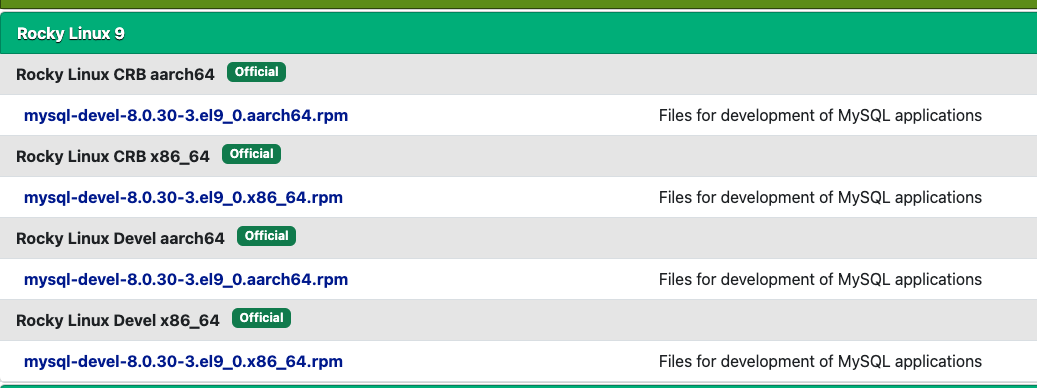 Rocky Linux 9
Rocky Linux CRB aarch64 Official
mysql-devel-8.0.30-3.el9_0.aarch64.rpm Files for development of MySQL applications
Rocky Linux CRB x86_64 Official
mysql-devel-8.0.30-3.el9_0.x86_64.rpm Files for development of MySQL applications
Rocky Linux Devel aarch64 Official
mysql-devel-8.0.30-3.el9_0.aarch64.rpm Files for development of MySQL applications
Rocky Linux Devel x86_64 Official
mysql-devel-8.0.30-3.el9_0.x86_64.rpm Files for development of MySQL applications